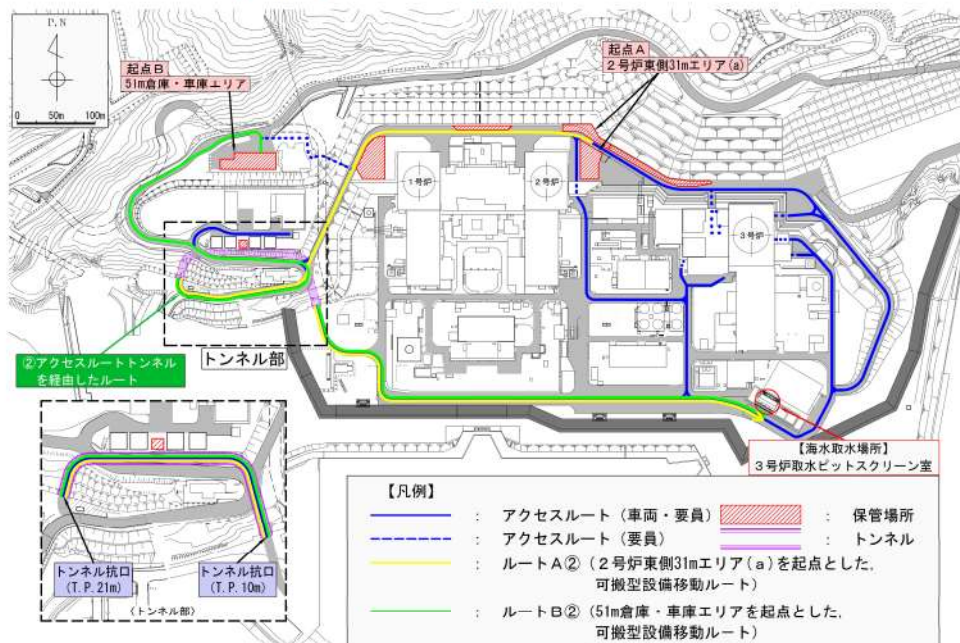 P.N
0 50m 100m
起点B
51m倉庫・車庫エリア
起点A
2号炉東側31mエリア(a)
1号炉
2号炉
3号炉
②アクセスルートトンネル
を経由したルート
トンネル部
【海水取水場所】
3号炉取水ピットスクリーン室
トンネル坑口
(T.P.21m)
トンネル坑口
(T.P.10m)
〈トンネル部〉
【凡例】
: アクセスルート（車両・要員） : 保管場所
: アクセスルート（要員） : トンネル
: ルートA②（2号炉東側31mエリア(a)を起点とした,
可搬型設備移動ルート）
: ルートB②（51m倉庫・車庫エリアを起点とした,
可搬型設備移動ルート）